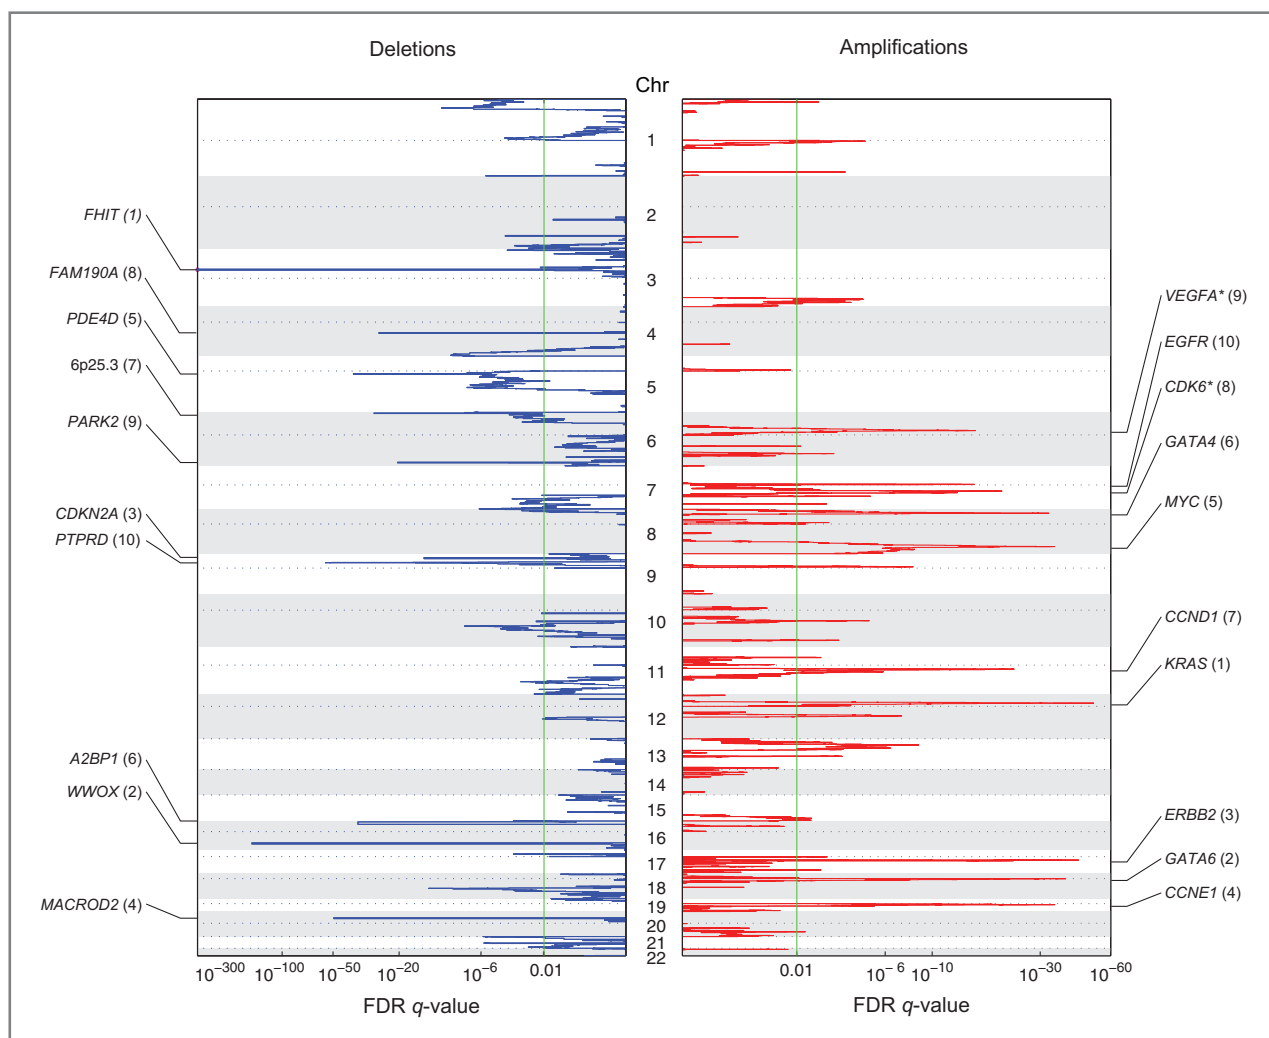 Deletions
Amplifications
Chr
FHIT (1)
FAM190A (8)
PDE4D (5)
6p25.3 (7)
PARK2 (9)
CDKN2A (3)
PTPRD (10)
A2BP1 (6)
WWOX (2)
MACROD2 (4)
1
2
3
4
5
6
7
8
9
10
11
12
13
14
15
16
17
18
19
20
21
22
VEGFA* (9)
EGFR (10)
CDK6* (8)
GATA4 (6)
MYC (5)
CCND1 (7)
KRAS (1)
ERBB2 (3)
GATA6 (2)
CCNE1 (4)
10⁻³⁰⁰ 10⁻¹⁰⁰ 10⁻⁵⁰ 10⁻²⁰ 10⁻⁶ 0.01
0.01 10⁻⁶ 10⁻¹⁰ 10⁻³⁰ 10⁻⁶⁰
FDR q-value
FDR q-value